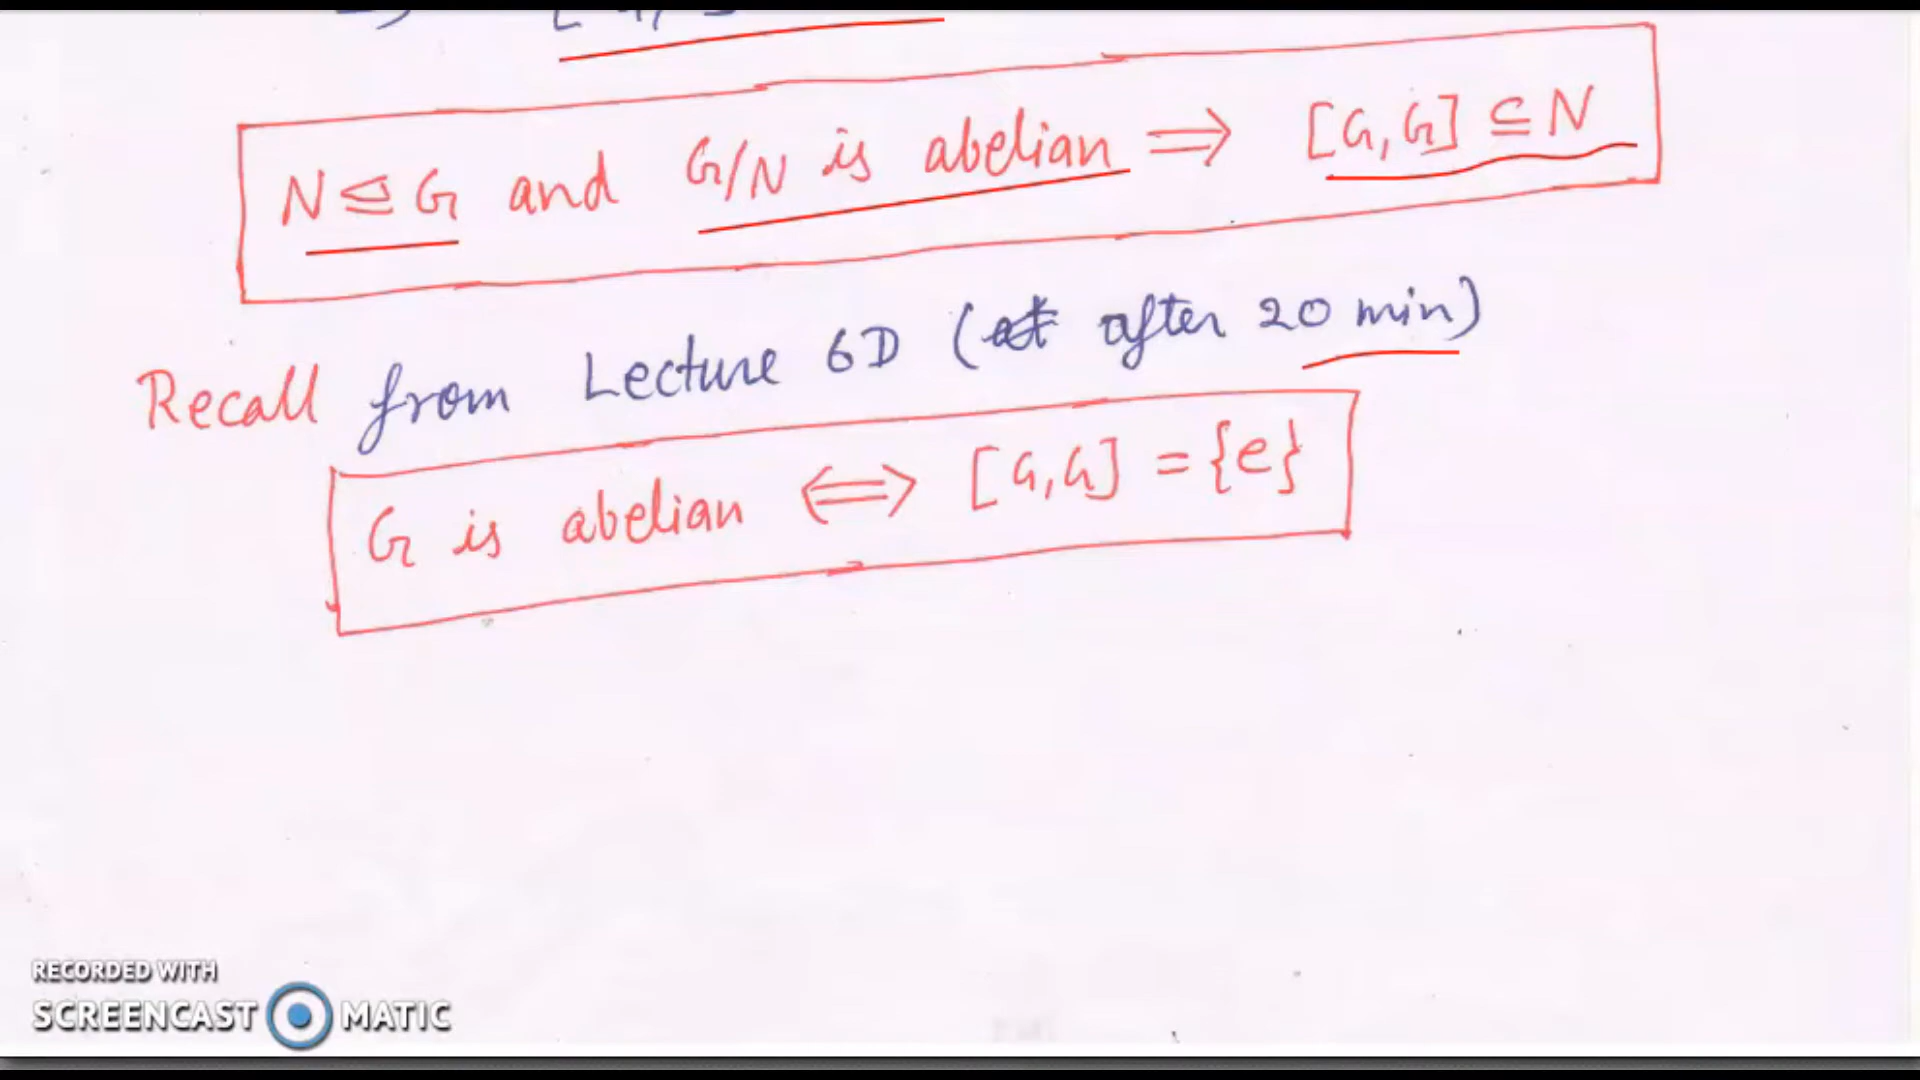 N ⊴ G and G/N is abelian ⟹ [G,G] ⊆ N
Recall from Lecture 6D (at after 20 min)
G is abelian ⟺ [G,G] = {e}
RECORDED WITH
SCREENCAST MATIC